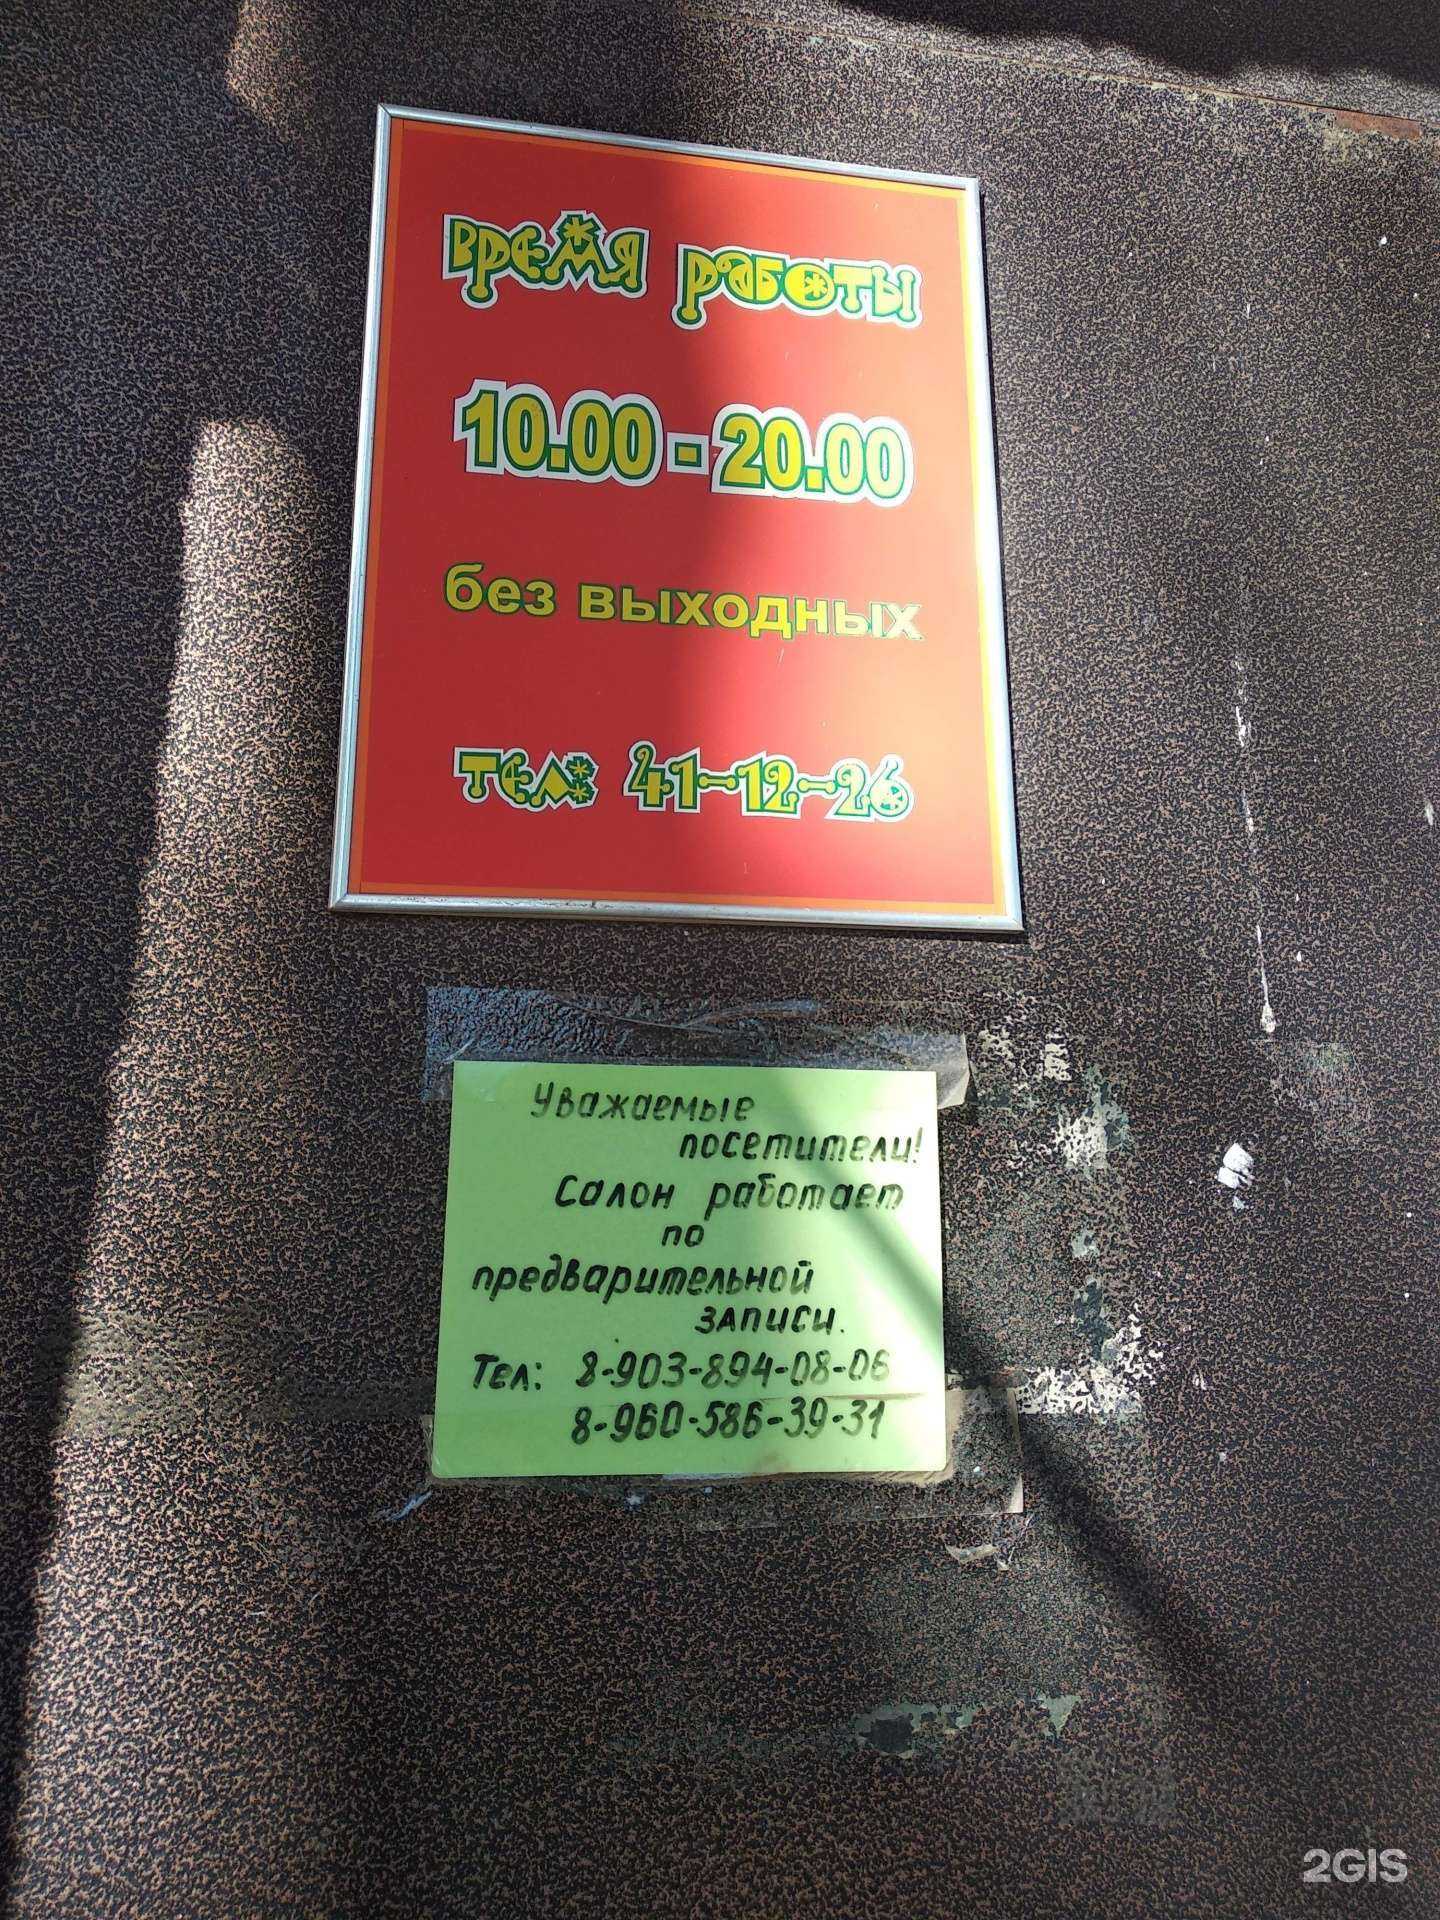 время работы
10.00 - 20.00
без выходных
тел: 41-12-26
Уважаемые
посетители!
Салон работает
по
предварительной
записи.
Тел: 8-903-894-08-06
8-960-586-39-31
2GIS